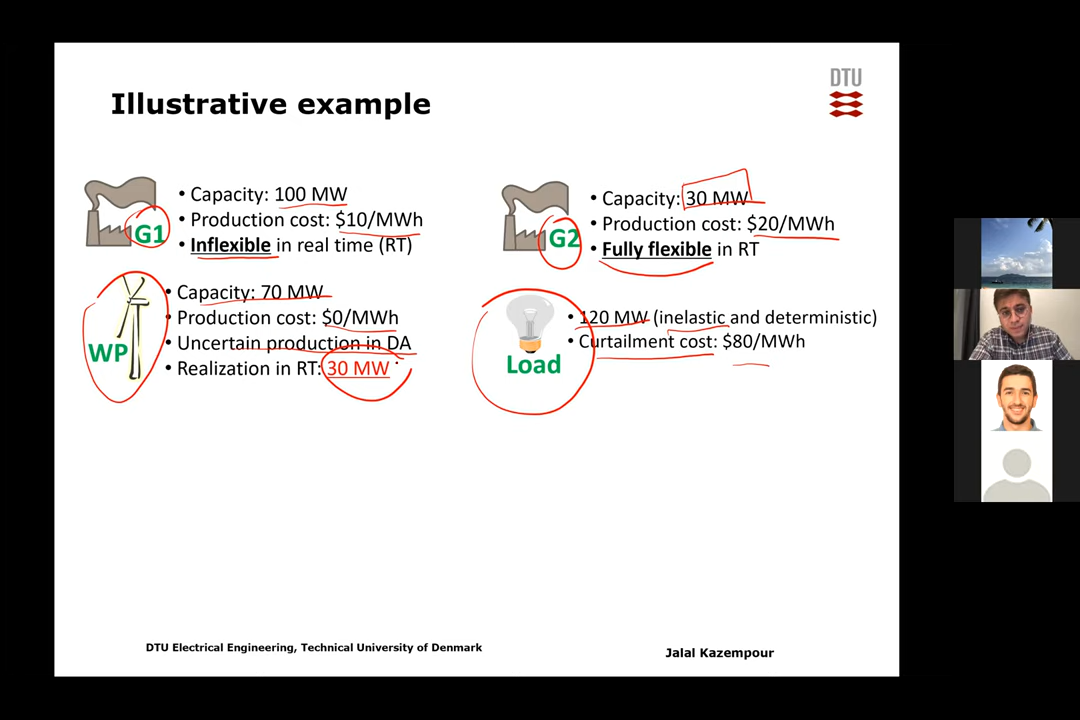 DTU
Illustrative example
• Capacity: 100 MW
• Production cost: $10/MWh
• Inflexible in real time (RT)
G1
• Capacity: 30 MW
• Production cost: $20/MWh
• Fully flexible in RT
G2
• Capacity: 70 MW
• Production cost: $0/MWh
• Uncertain production in DA
• Realization in RT: 30 MW
WP
• 120 MW (inelastic and deterministic)
• Curtailment cost: $80/MWh
Load
DTU Electrical Engineering, Technical University of Denmark
Jalal Kazempour